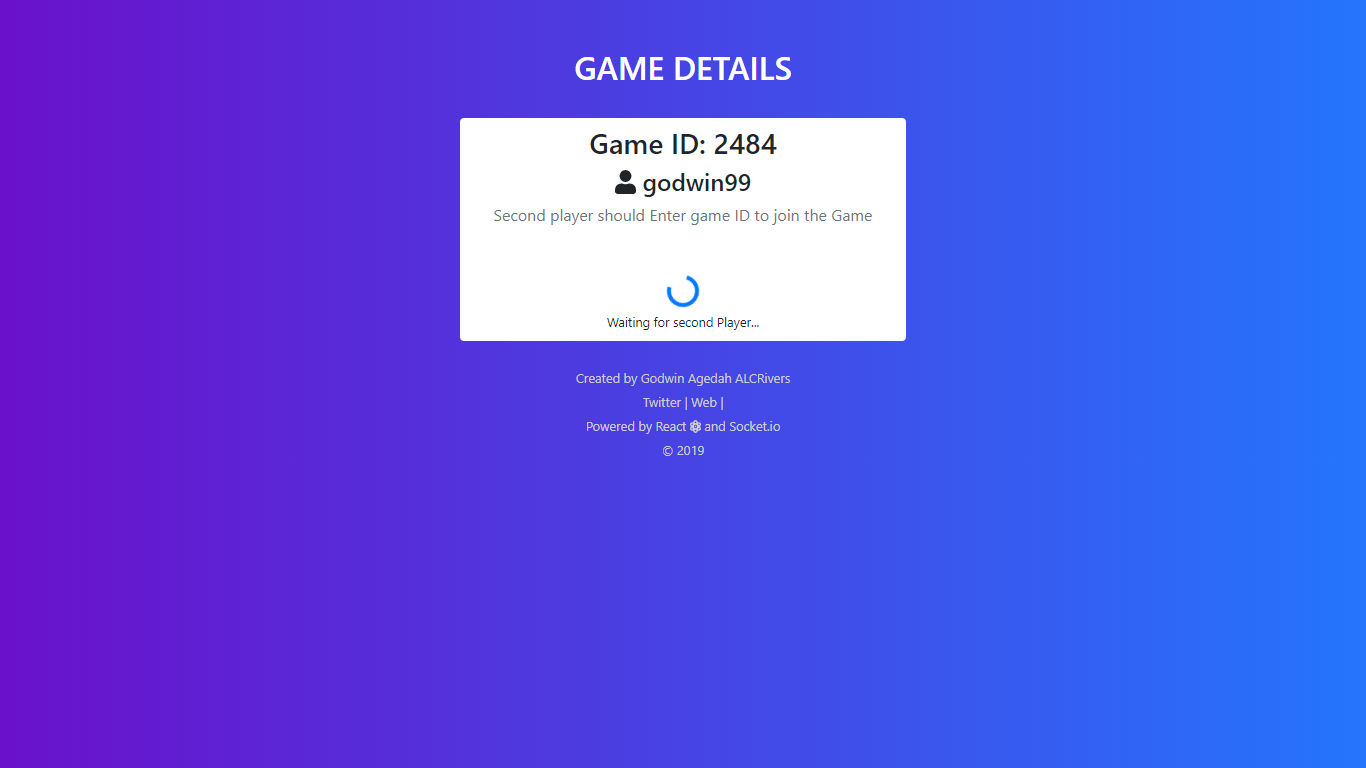 GAME DETAILS
Game ID: 2484
godwin99
Second player should Enter game ID to join the Game
Waiting for second Player...
Created by Godwin Agedah ALCRivers
Twitter | Web |
Powered by React and Socket.io
© 2019